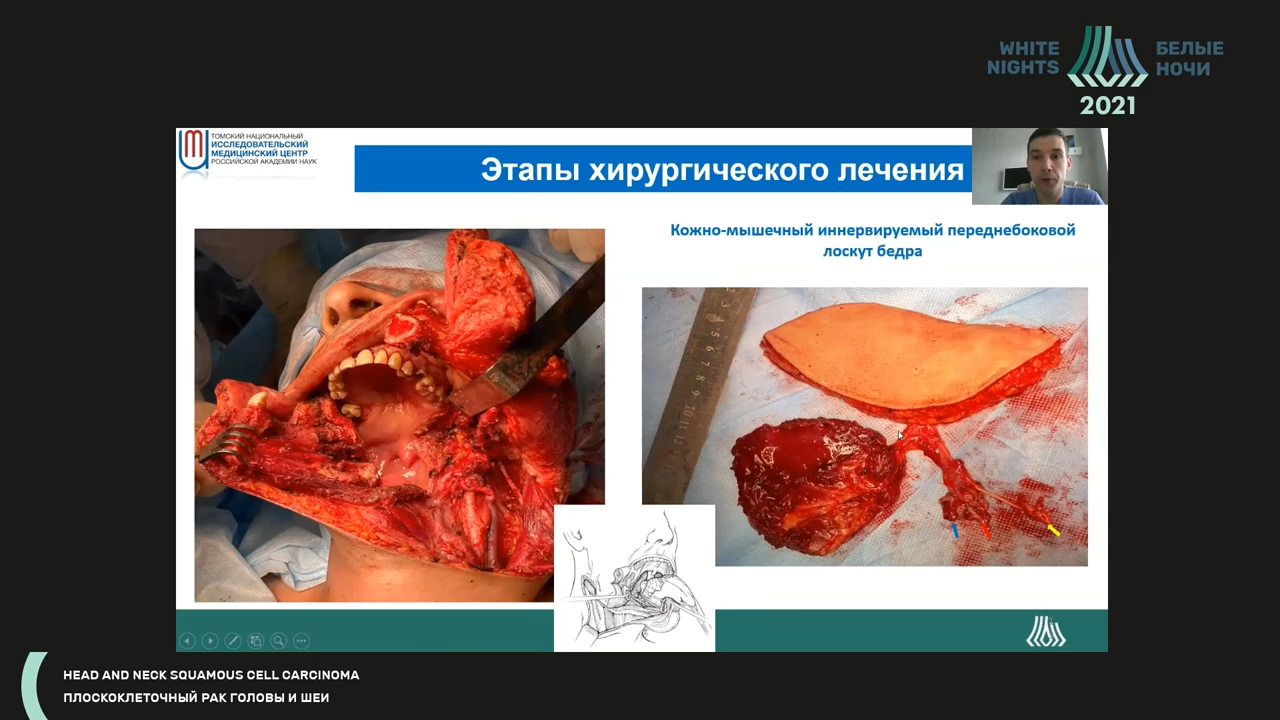 WHITE
NIGHTS
БЕЛЫЕ
НОЧИ
2021
ТОМСКИЙ НАЦИОНАЛЬНЫЙ
ИССЛЕДОВАТЕЛЬСКИЙ
МЕДИЦИНСКИЙ ЦЕНТР
РОССИЙСКОЙ АКАДЕМИИ НАУК
Этапы хирургического лечения
Кожно-мышечный иннервируемый переднебоковой
лоскут бедра
HEAD AND NECK SQUAMOUS CELL CARCINOMA
ПЛОСКОКЛЕТОЧНЫЙ РАК ГОЛОВЫ И ШЕИ